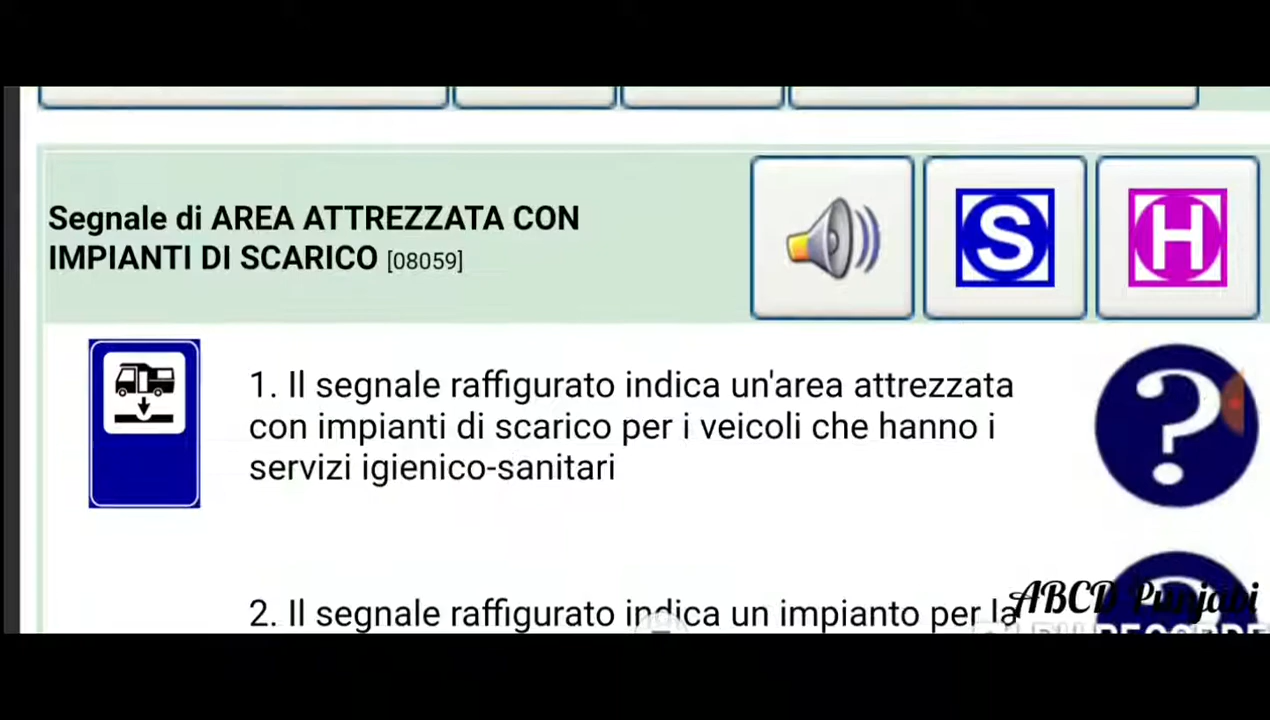 Segnale di AREA ATTREZZATA CON
IMPIANTI DI SCARICO [08059]
S
H
1. Il segnale raffigurato indica un'area attrezzata
con impianti di scarico per i veicoli che hanno i
servizi igienico-sanitari
?
2. Il segnale raffigurato indica un impianto per la
ABCD Punjabi